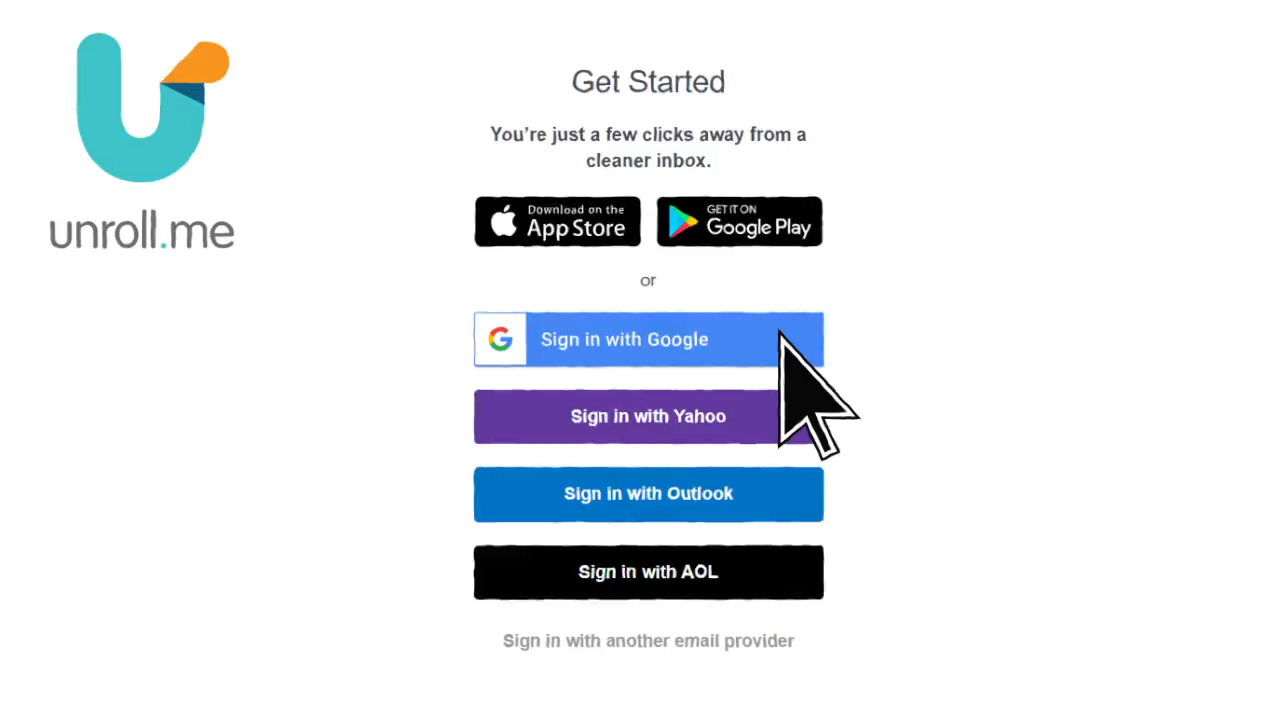 unroll.me
Get Started
You're just a few clicks away from a
cleaner inbox.
Download on the
App Store
GET IT ON
Google Play
or
Sign in with Google
Sign in with Yahoo
Sign in with Outlook
Sign in with AOL
Sign in with another email provider